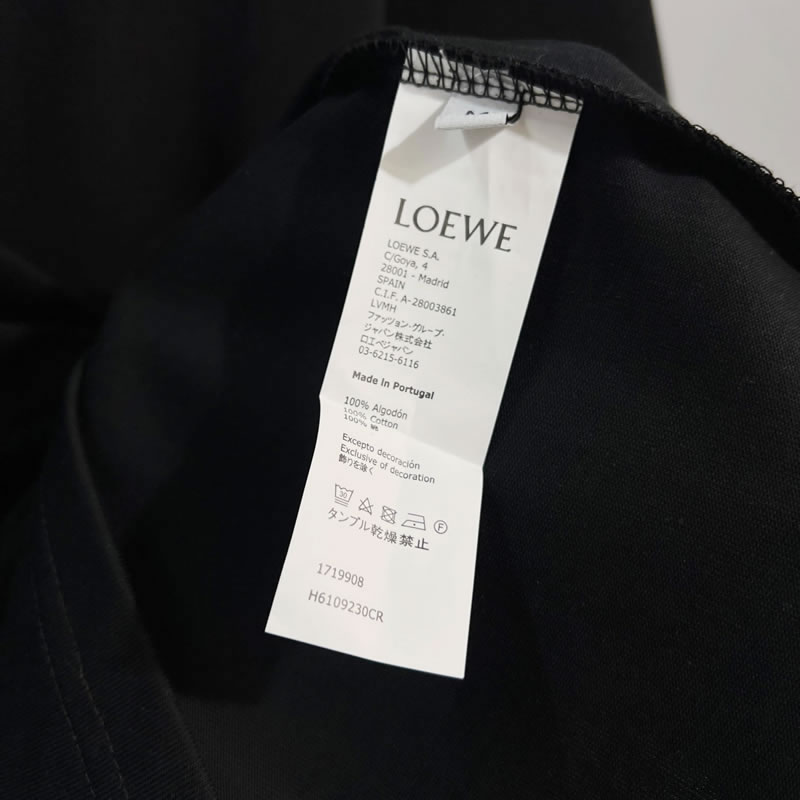 LOEWE
LOEWE S.A.
C/Goya, 4
28001 - Madrid
SPAIN
C.I.F. A-28003861
LVMH
ファッション・グループ・
ジャパン株式会社
ロエベジャパン
03-6215-6116
Made in Portugal
100% Algodón
100% Cotton
100% 綿
Excepto decoración
Exclusive of decoration
飾りを除く
30
F
タンブル乾燥禁止
1719908
H6109230CR